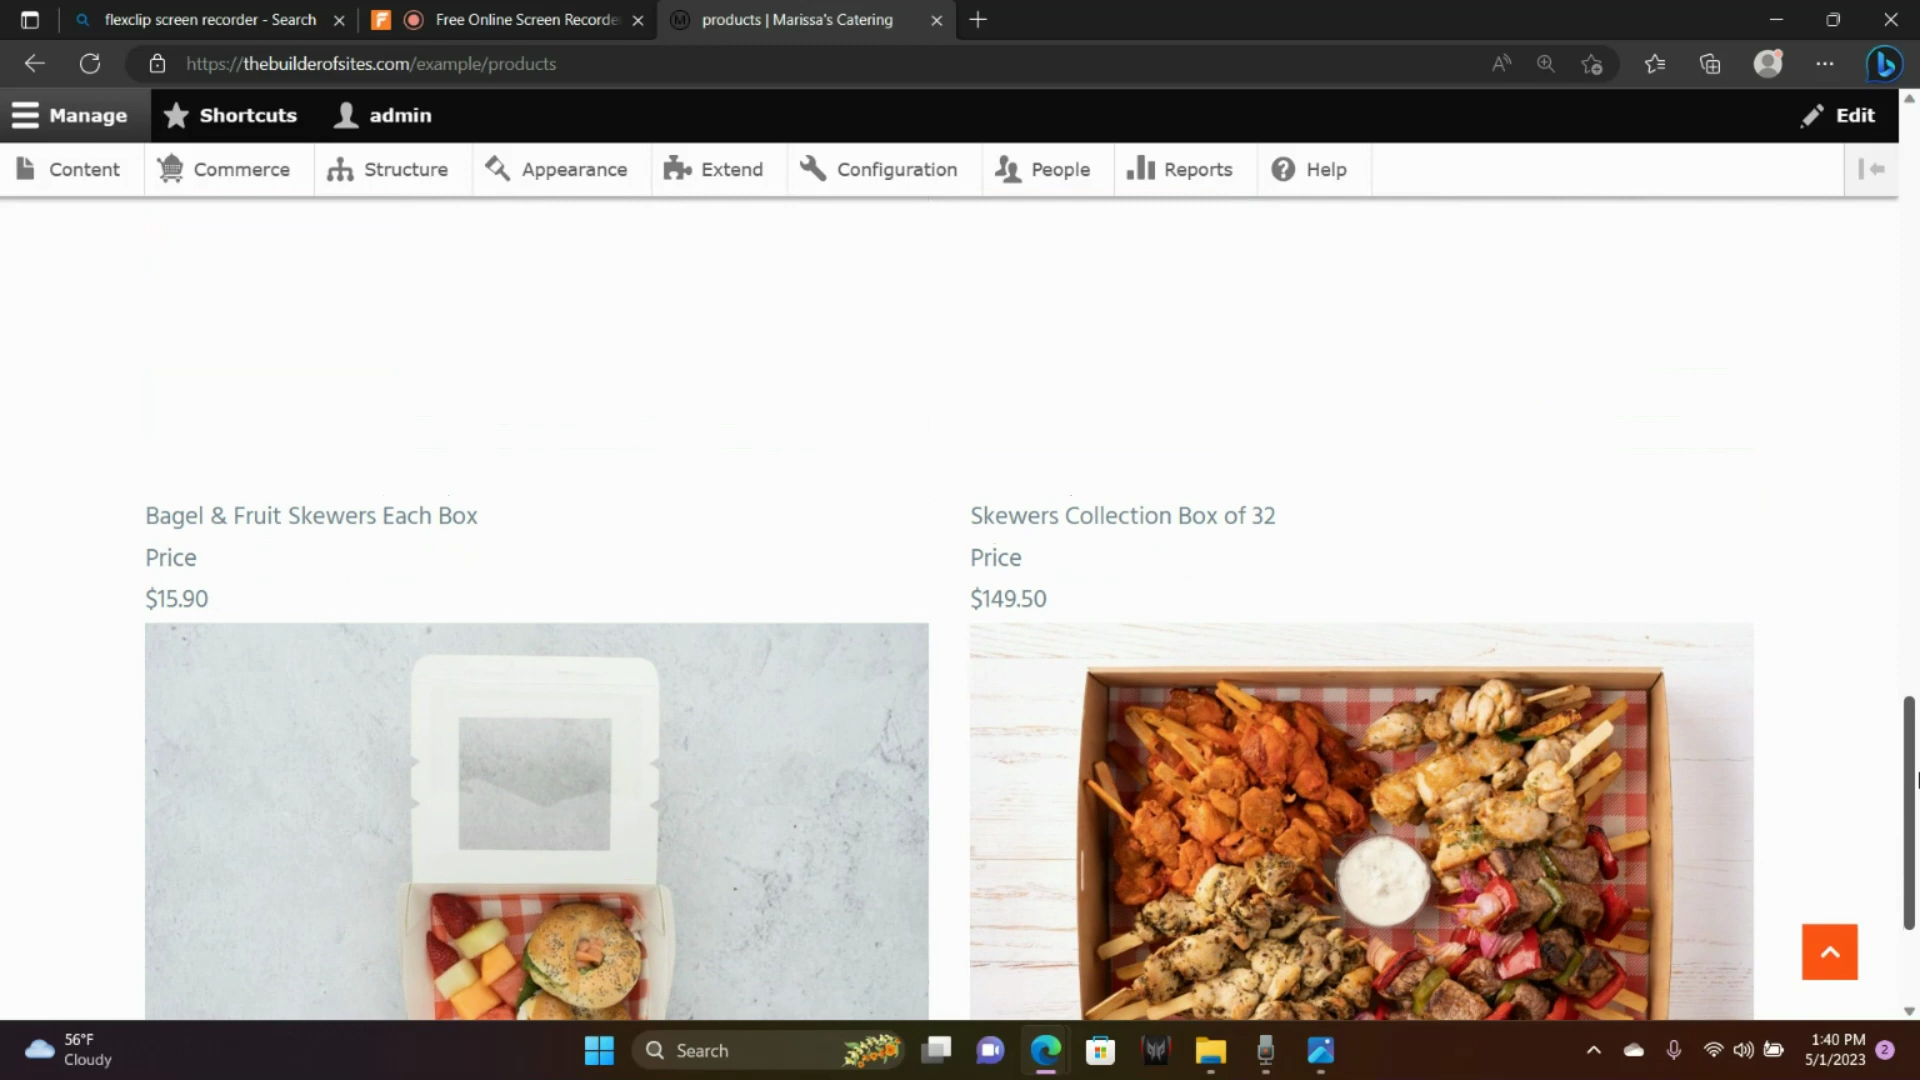 flexclip screen recorder - Search
Free Online Screen Recorde
products | Marissa's Catering
https://thebuilderofsites.com/example/products
Manage
Shortcuts
admin
Edit
Content
Commerce
Structure
Appearance
Extend
Configuration
People
Reports
Help
Bagel & Fruit Skewers Each Box
Price
$15.90
Skewers Collection Box of 32
Price
$149.50
56°F
Cloudy
Search
1:40 PM
5/1/2023
2